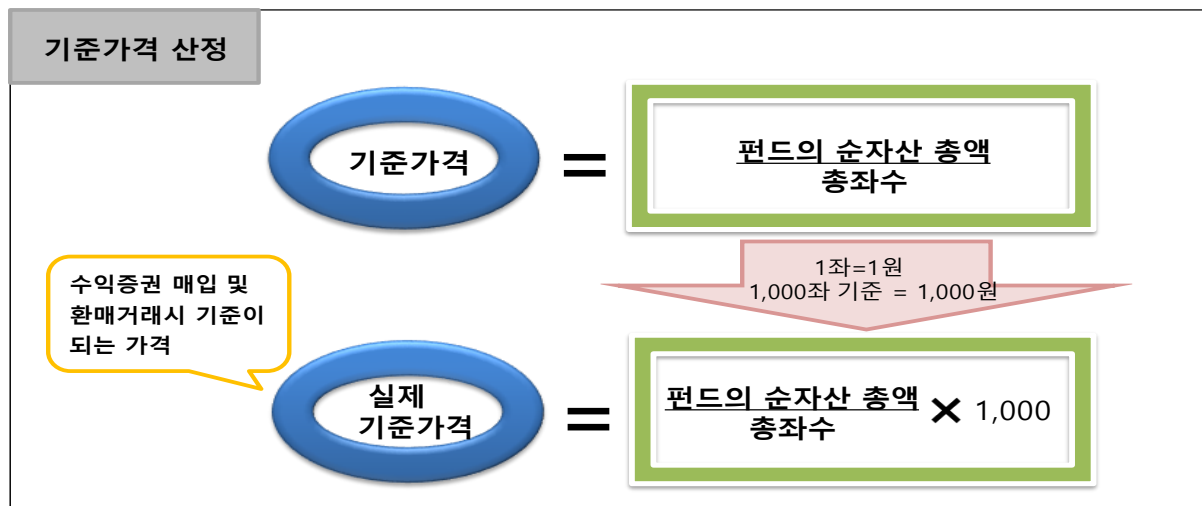 기준가격 산정
기준가격
=
펀드의 순자산 총액
총좌수
1좌=1원
1,000좌 기준 = 1,000원
수익증권 매입 및
환매거래시 기준이
되는 가격
실제
기준가격
=
펀드의 순자산 총액
총좌수
× 1,000